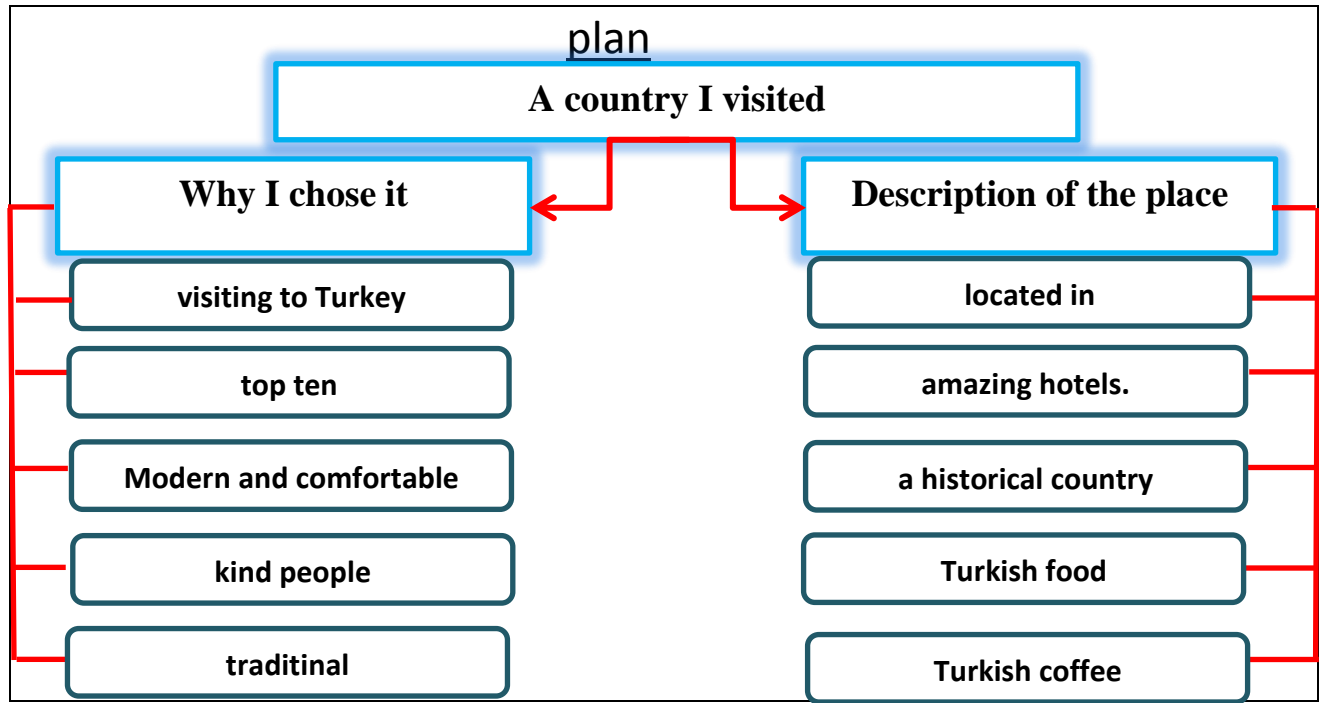 plan
A country I visited
Why I chose it
visiting to Turkey
top ten
Modern and comfortable
kind people
traditinal
Description of the place
located in
amazing hotels.
a historical country
Turkish food
Turkish coffee